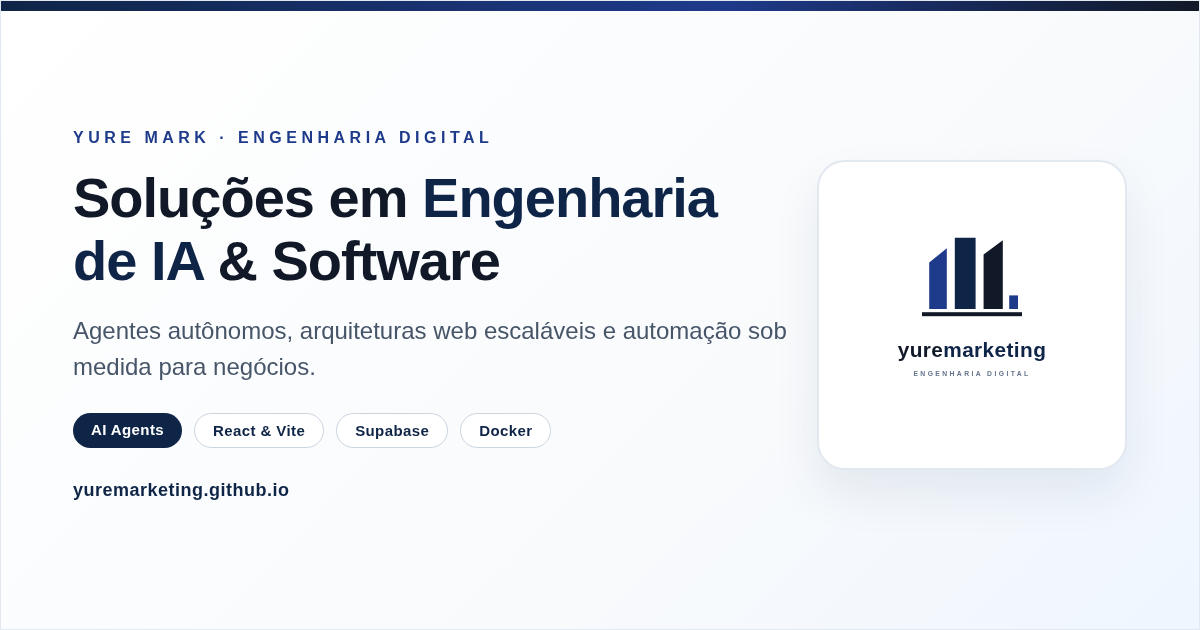 YURE MARK · ENGENHARIA DIGITAL
Soluções em Engenharia
de IA & Software
Agentes autônomos, arquiteturas web escaláveis e automação sob
medida para negócios.
AI Agents
React & Vite
Supabase
Docker
yuremarketing.github.io
yuremarketing
ENGENHARIA DIGITAL